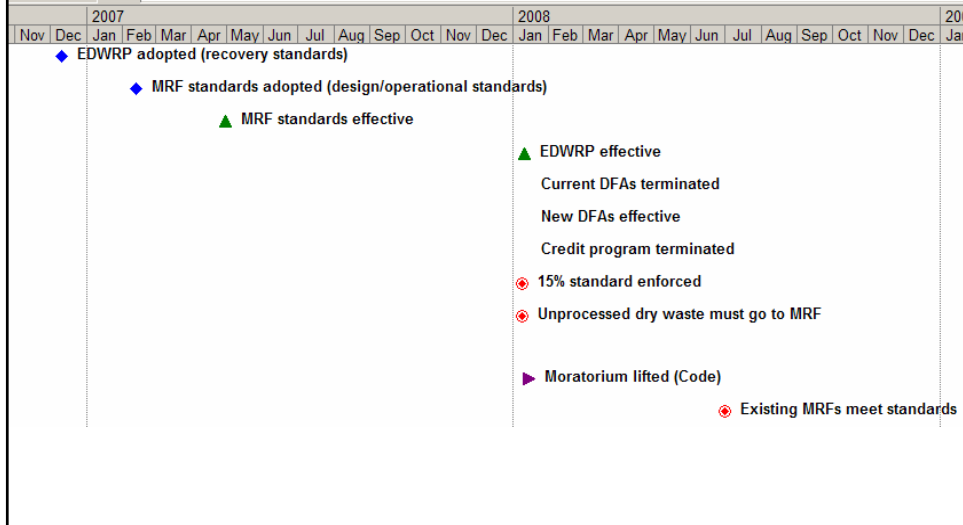 2007 2008 200
Nov Dec Jan Feb Mar Apr May Jun Jul Aug Sep Oct Nov Dec Jan Feb Mar Apr May Jun Jul Aug Sep Oct Nov Dec Jan
EDWRP adopted (recovery standards)
MRF standards adopted (design/operational standards)
MRF standards effective
EDWRP effective
Current DFAs terminated
New DFAs effective
Credit program terminated
15% standard enforced
Unprocessed dry waste must go to MRF
Moratorium lifted (Code)
Existing MRFs meet standards